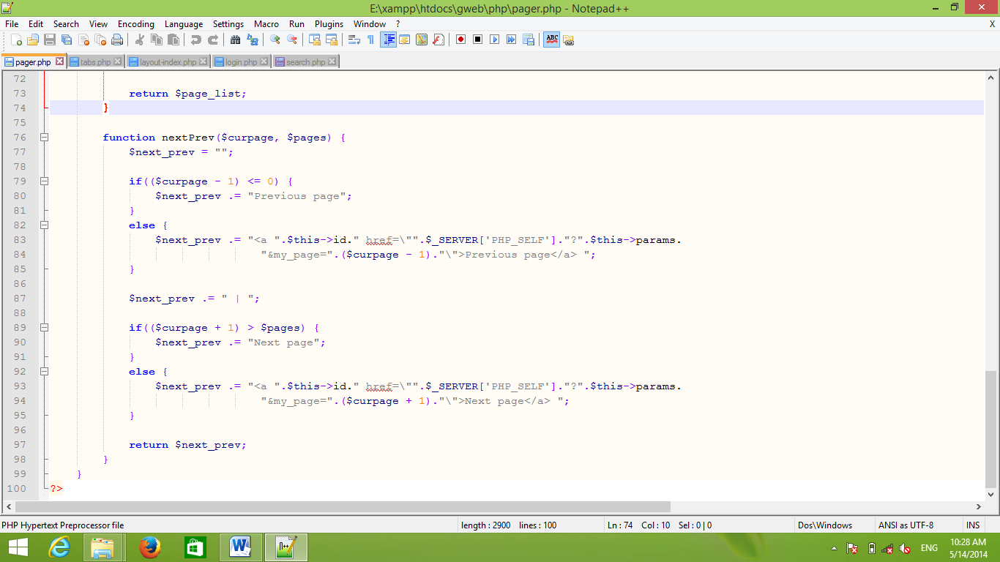 E:\xampp\htdocs\gweb\php\pager.php - Notepad++
File Edit Search View Encoding Language Settings Macro Run Plugins Window ? X
pager.php tabs.php layout-index.php login.php search.php
72
73 return $page_list;
74 }
75
76 function nextPrev($curpage, $pages) {
77 $next_prev = "";
78
79 if(($curpage - 1) <= 0) {
80 $next_prev .= "Previous page";
81 }
82 else {
83 $next_prev .= "<a ".$this->id." href=\"".$_SERVER['PHP_SELF']."?".$this->params.
84 "&my_page=".($curpage - 1)."\">Previous page</a> ";
85 }
86
87 $next_prev .= " | ";
88
89 if(($curpage + 1) > $pages) {
90 $next_prev .= "Next page";
91 }
92 else {
93 $next_prev .= "<a ".$this->id." href=\"".$_SERVER['PHP_SELF']."?".$this->params.
94 "&my_page=".($curpage + 1)."\">Next page</a> ";
95 }
96
97 return $next_prev;
98 }
99 }
100 ?>
PHP Hypertext Preprocessor file length : 2900 lines : 100 Ln : 74 Col : 10 Sel : 0 | 0 Dos\Windows ANSI as UTF-8 INS
ENG 10:28 AM
5/14/2014